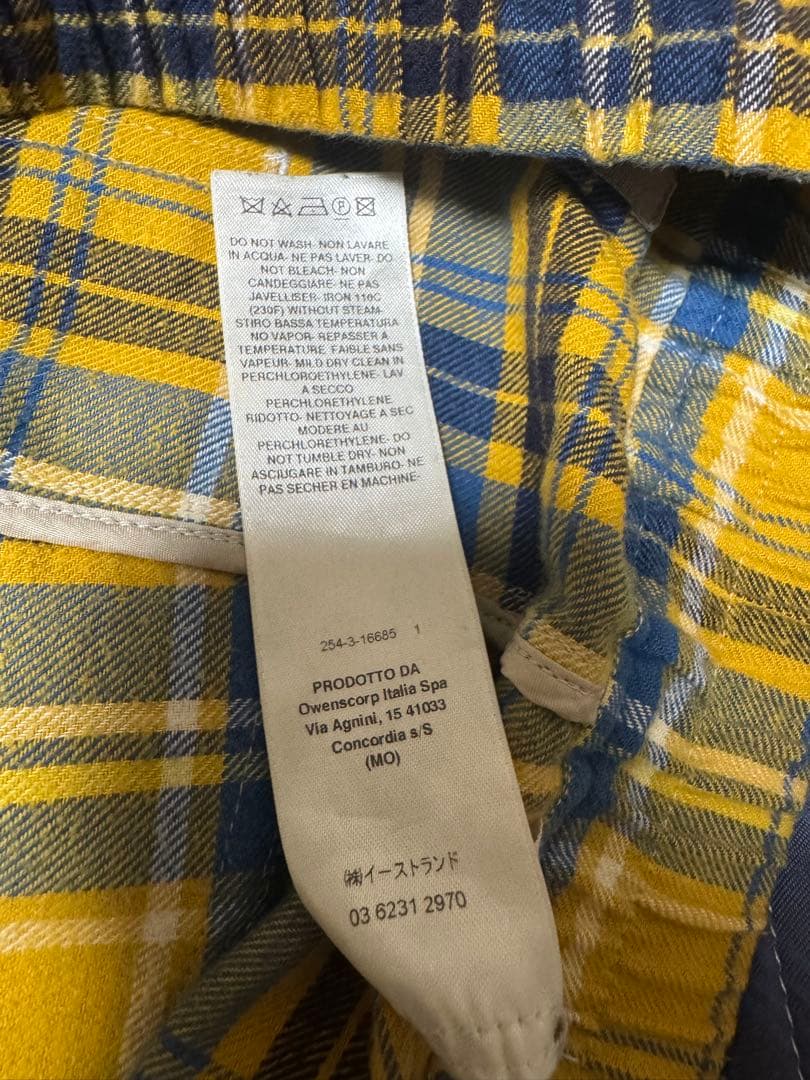 DO NOT WASH- NON LAVARE
IN ACQUA- NE PAS LAVER- DO
NOT BLEACH- NON
CANDEGGIARE- NE PAS
JAVELLISER- IRON 110C
(230F) WITHOUT STEAM-
STIRO BASSA TEMPERATURA
NO VAPOR- REPASSER A
TEMPERATURE FAIBLE SANS
VAPEUR- MILD DRY CLEAN IN
PERCHLOROETHYLENE- LAV
A SECCO
PERCHLORETHYLENE
RIDOTTO- NETTOYAGE A SEC
MODERE AU
PERCHLORETHYLENE- DO
NOT TUMBLE DRY- NON
ASCIUGARE IN TAMBURO- NE
PAS SECHER EN MACHINE-
254-3-16685 1
PRODOTTO DA
Owenscorp Italia Spa
Via Agnini, 15 41033
Concordia s/S
(MO)
㈱イーストランド
03 6231 2970